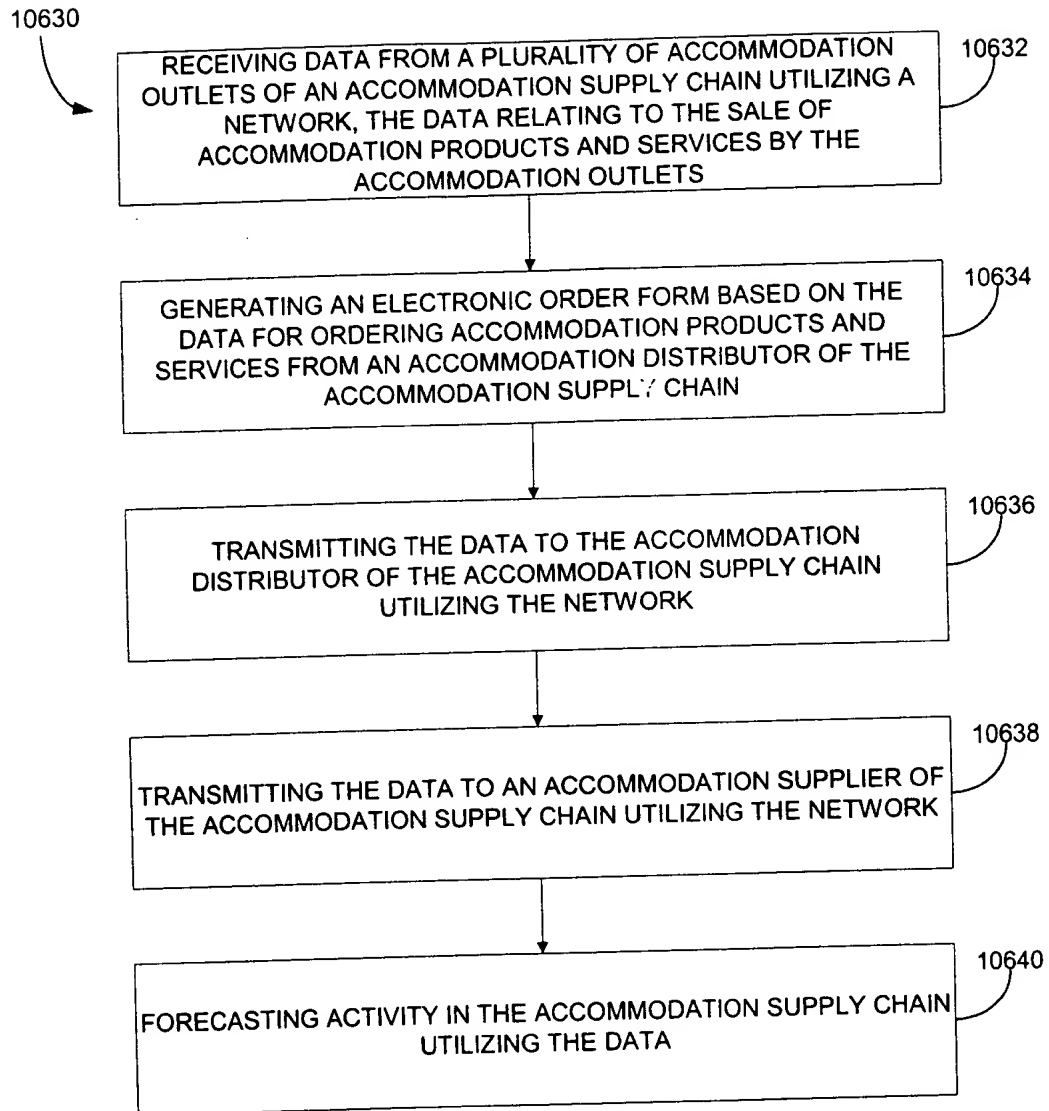 10630
RECEIVING DATA FROM A PLURALITY OF ACCOMMODATION
OUTLETS OF AN ACCOMMODATION SUPPLY CHAIN UTILIZING A
NETWORK, THE DATA RELATING TO THE SALE OF
ACCOMMODATION PRODUCTS AND SERVICES BY THE
ACCOMMODATION OUTLETS
10632
GENERATING AN ELECTRONIC ORDER FORM BASED ON THE
DATA FOR ORDERING ACCOMMODATION PRODUCTS AND
SERVICES FROM AN ACCOMMODATION DISTRIBUTOR OF THE
ACCOMMODATION SUPPLY CHAIN
10634
TRANSMITTING THE DATA TO THE ACCOMMODATION
DISTRIBUTOR OF THE ACCOMMODATION SUPPLY CHAIN
UTILIZING THE NETWORK
10636
TRANSMITTING THE DATA TO AN ACCOMMODATION SUPPLIER OF
THE ACCOMMODATION SUPPLY CHAIN UTILIZING THE NETWORK
10638
FORECASTING ACTIVITY IN THE ACCOMMODATION SUPPLY CHAIN
UTILIZING THE DATA
10640